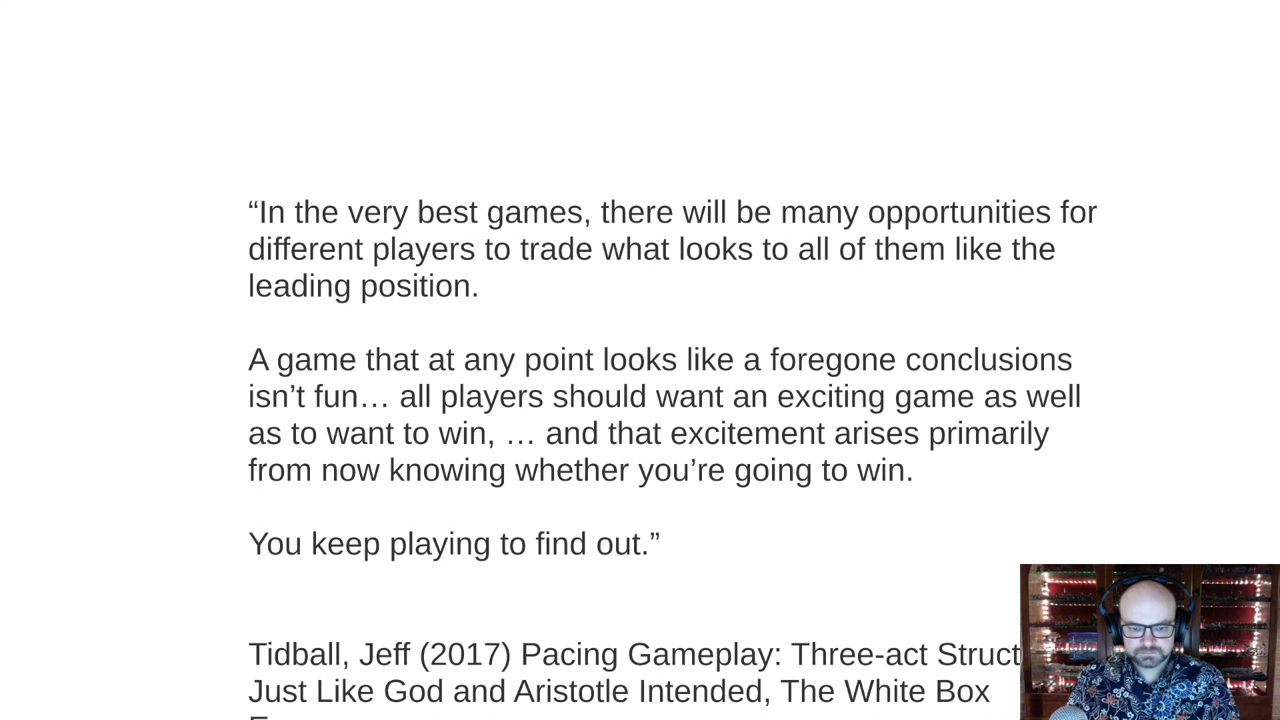 “In the very best games, there will be many opportunities for
different players to trade what looks to all of them like the
leading position.
A game that at any point looks like a foregone conclusions
isn’t fun… all players should want an exciting game as well
as to want to win, … and that excitement arises primarily
from now knowing whether you’re going to win.
You keep playing to find out.”
Tidball, Jeff (2017) Pacing Gameplay: Three-act Struct
Just Like God and Aristotle Intended, The White Box